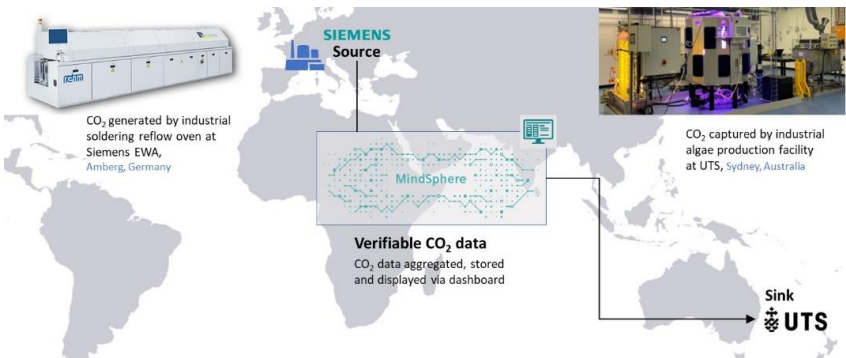 SIEMENS
Source
rehm
CO₂ generated by industrial
soldering reflow oven at
Siemens EWA,
Amberg, Germany
CO₂ captured by industrial
algae production facility
at UTS, Sydney, Australia
MindSphere
Verifiable CO₂ data
CO₂ data aggregated, stored
and displayed via dashboard
Sink
UTS